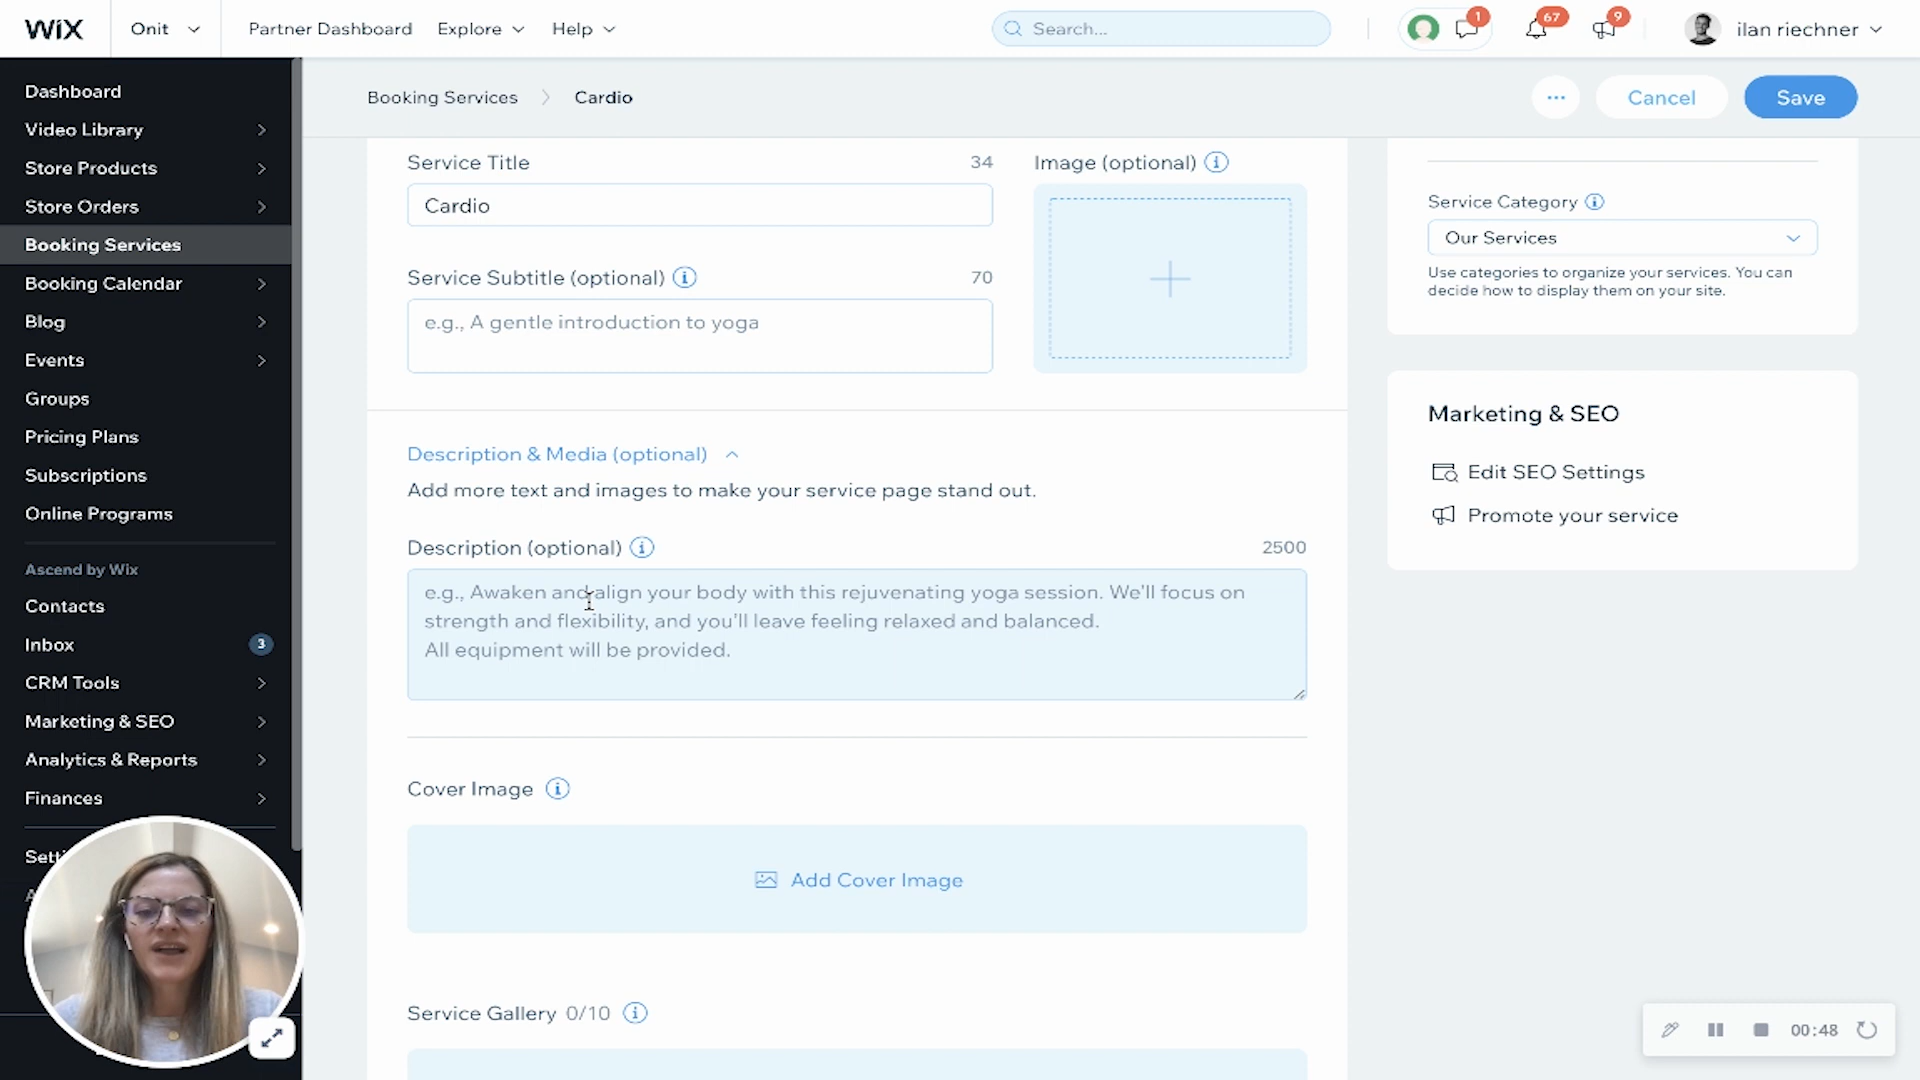 WIX
Onit
Partner Dashboard
Explore
Help
Search...
1
67
9
ilan riechner
Dashboard
Video Library
Store Products
Store Orders
Booking Services
Booking Calendar
Blog
Events
Groups
Pricing Plans
Subscriptions
Online Programs
Ascend by Wix
Contacts
Inbox
3
CRM Tools
Marketing & SEO
Analytics & Reports
Finances
Booking Services
Cardio
...
Cancel
Save
Service Title
34
Cardio
Service Subtitle (optional)
70
e.g., A gentle introduction to yoga
Image (optional)
Description & Media (optional)
Add more text and images to make your service page stand out.
Description (optional)
2500
e.g., Awaken and align your body with this rejuvenating yoga session. We'll focus on
strength and flexibility, and you'll leave feeling relaxed and balanced.
All equipment will be provided.
Cover Image
Add Cover Image
Service Gallery 0/10
Service Category
Our Services
Use categories to organize your services. You can
decide how to display them on your site.
Marketing & SEO
Edit SEO Settings
Promote your service
00:48